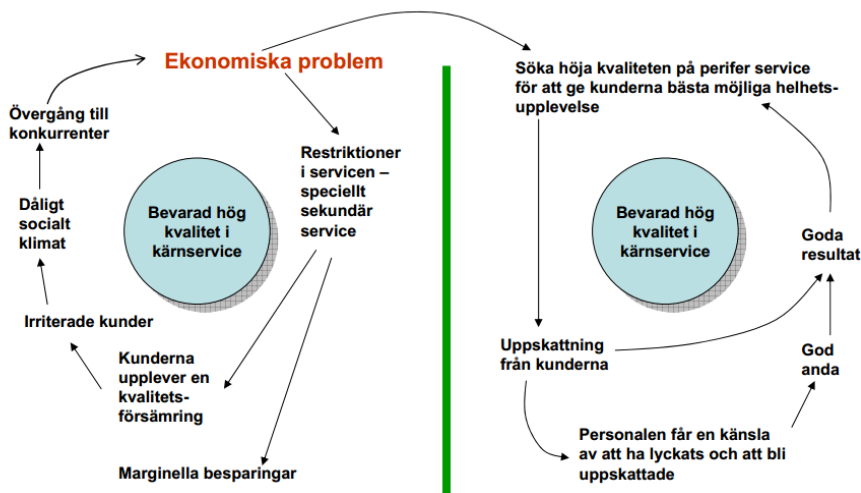 Ekonomiska problem
Övergång till
konkurrenter
Restriktioner
i servicen –
speciellt
sekundär
service
Dåligt
socialt
klimat
Bevarad hög
kvalitet i
kärnservice
Irriterade kunder
Kunderna
upplever en
kvalitets-
försämring
Marginella besparingar
Söka höja kvaliteten på perifer service
för att ge kunderna bästa möjliga helhets-
upplevelse
Bevarad hög
kvalitet i
kärnservice
Goda
resultat
Uppskattning
från kunderna
God
anda
Personalen får en känsla
av att ha lyckats och att bli
uppskattade